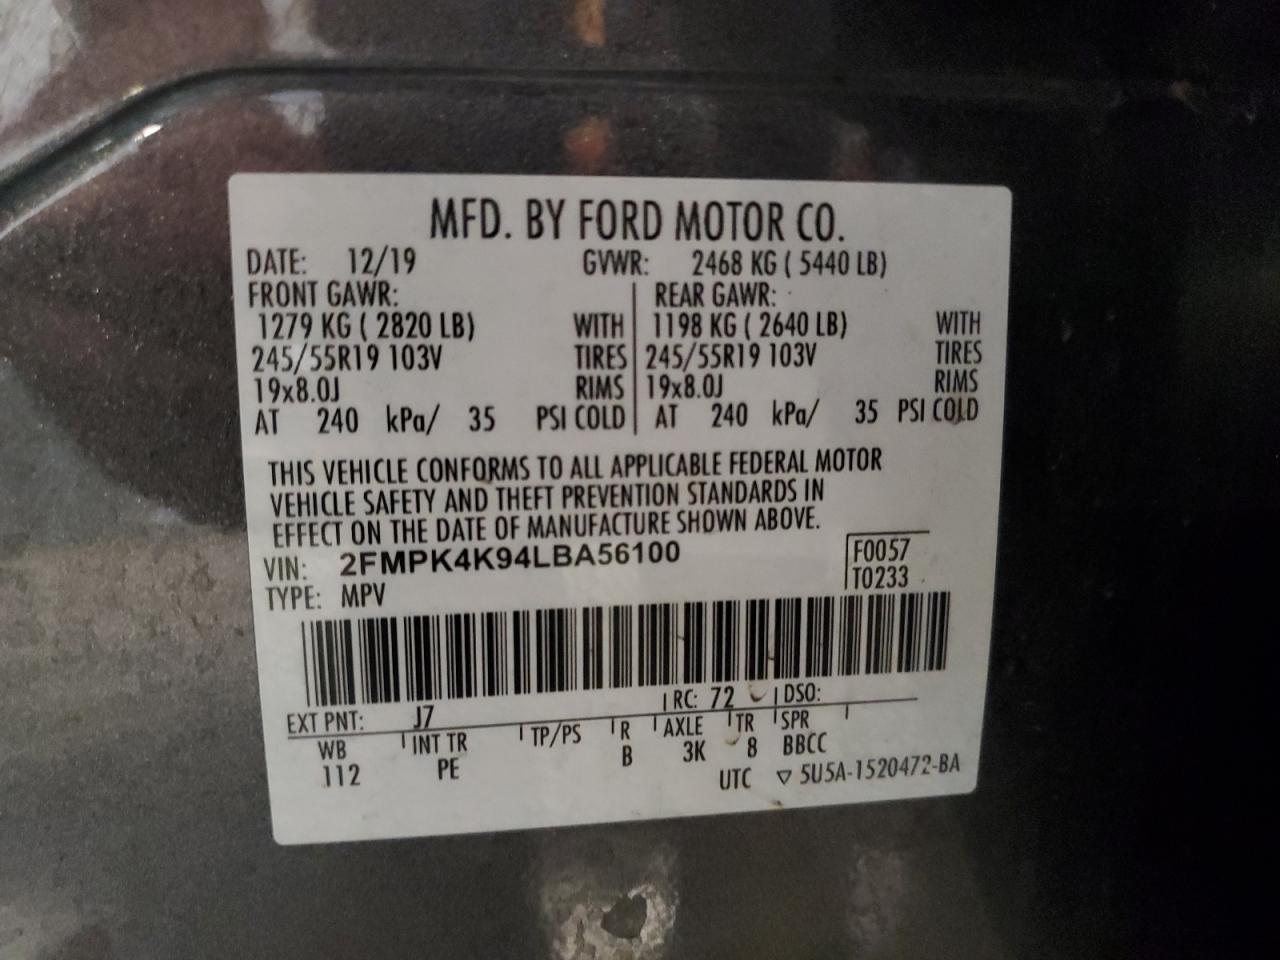 MFD. BY FORD MOTOR CO.
DATE: 12/19 GVWR: 2468 KG ( 5440 LB)
FRONT GAWR: REAR GAWR:
1279 KG ( 2820 LB) WITH 1198 KG ( 2640 LB) WITH
245/55R19 103V TIRES 245/55R19 103V TIRES
19x8.0J RIMS 19x8.0J RIMS
AT 240 kPa/ 35 PSI COLD AT 240 kPa/ 35 PSI COLD
THIS VEHICLE CONFORMS TO ALL APPLICABLE FEDERAL MOTOR
VEHICLE SAFETY AND THEFT PREVENTION STANDARDS IN
EFFECT ON THE DATE OF MANUFACTURE SHOWN ABOVE.
VIN: 2FMPK4K94LBA56100 F0057
TYPE: MPV T0233
EXT PNT: J7 RC: 72 DSO:
WB INT TR TP/PS R AXLE TR SPR
112 PE B 3K 8 BBCC
UTC ▽ 5U5A-1520472-BA